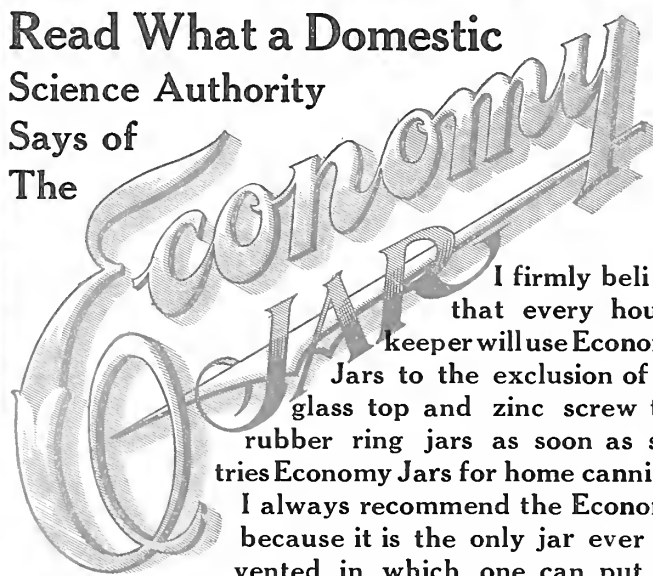 Read What a Domestic
Science Authority
Says of
The
Economy
JAR
I firmly beli
that every hou
keeper will use Econo
Jars to the exclusion of
glass top and zinc screw t
rubber ring jars as soon as s
tries Economy Jars for home canni
I always recommend the Econo
because it is the only jar ever
vented in which one can put